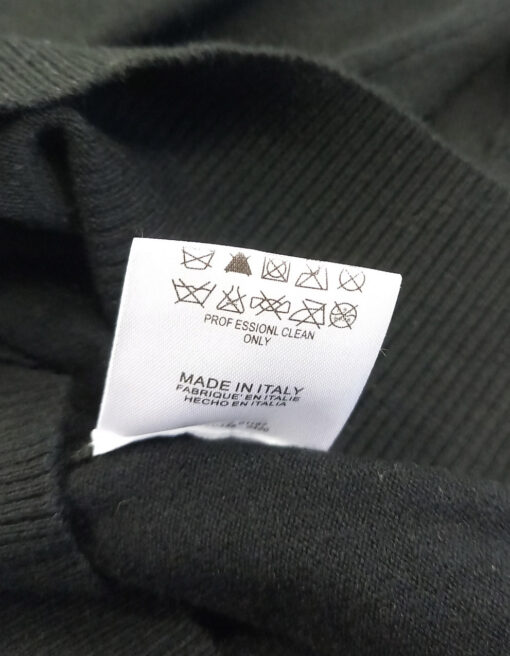 PROF ESSIONL CLEAN
ONLY
MADE IN ITALY
FABRIQUE' EN ITALIE
HECHO EN ITALIA